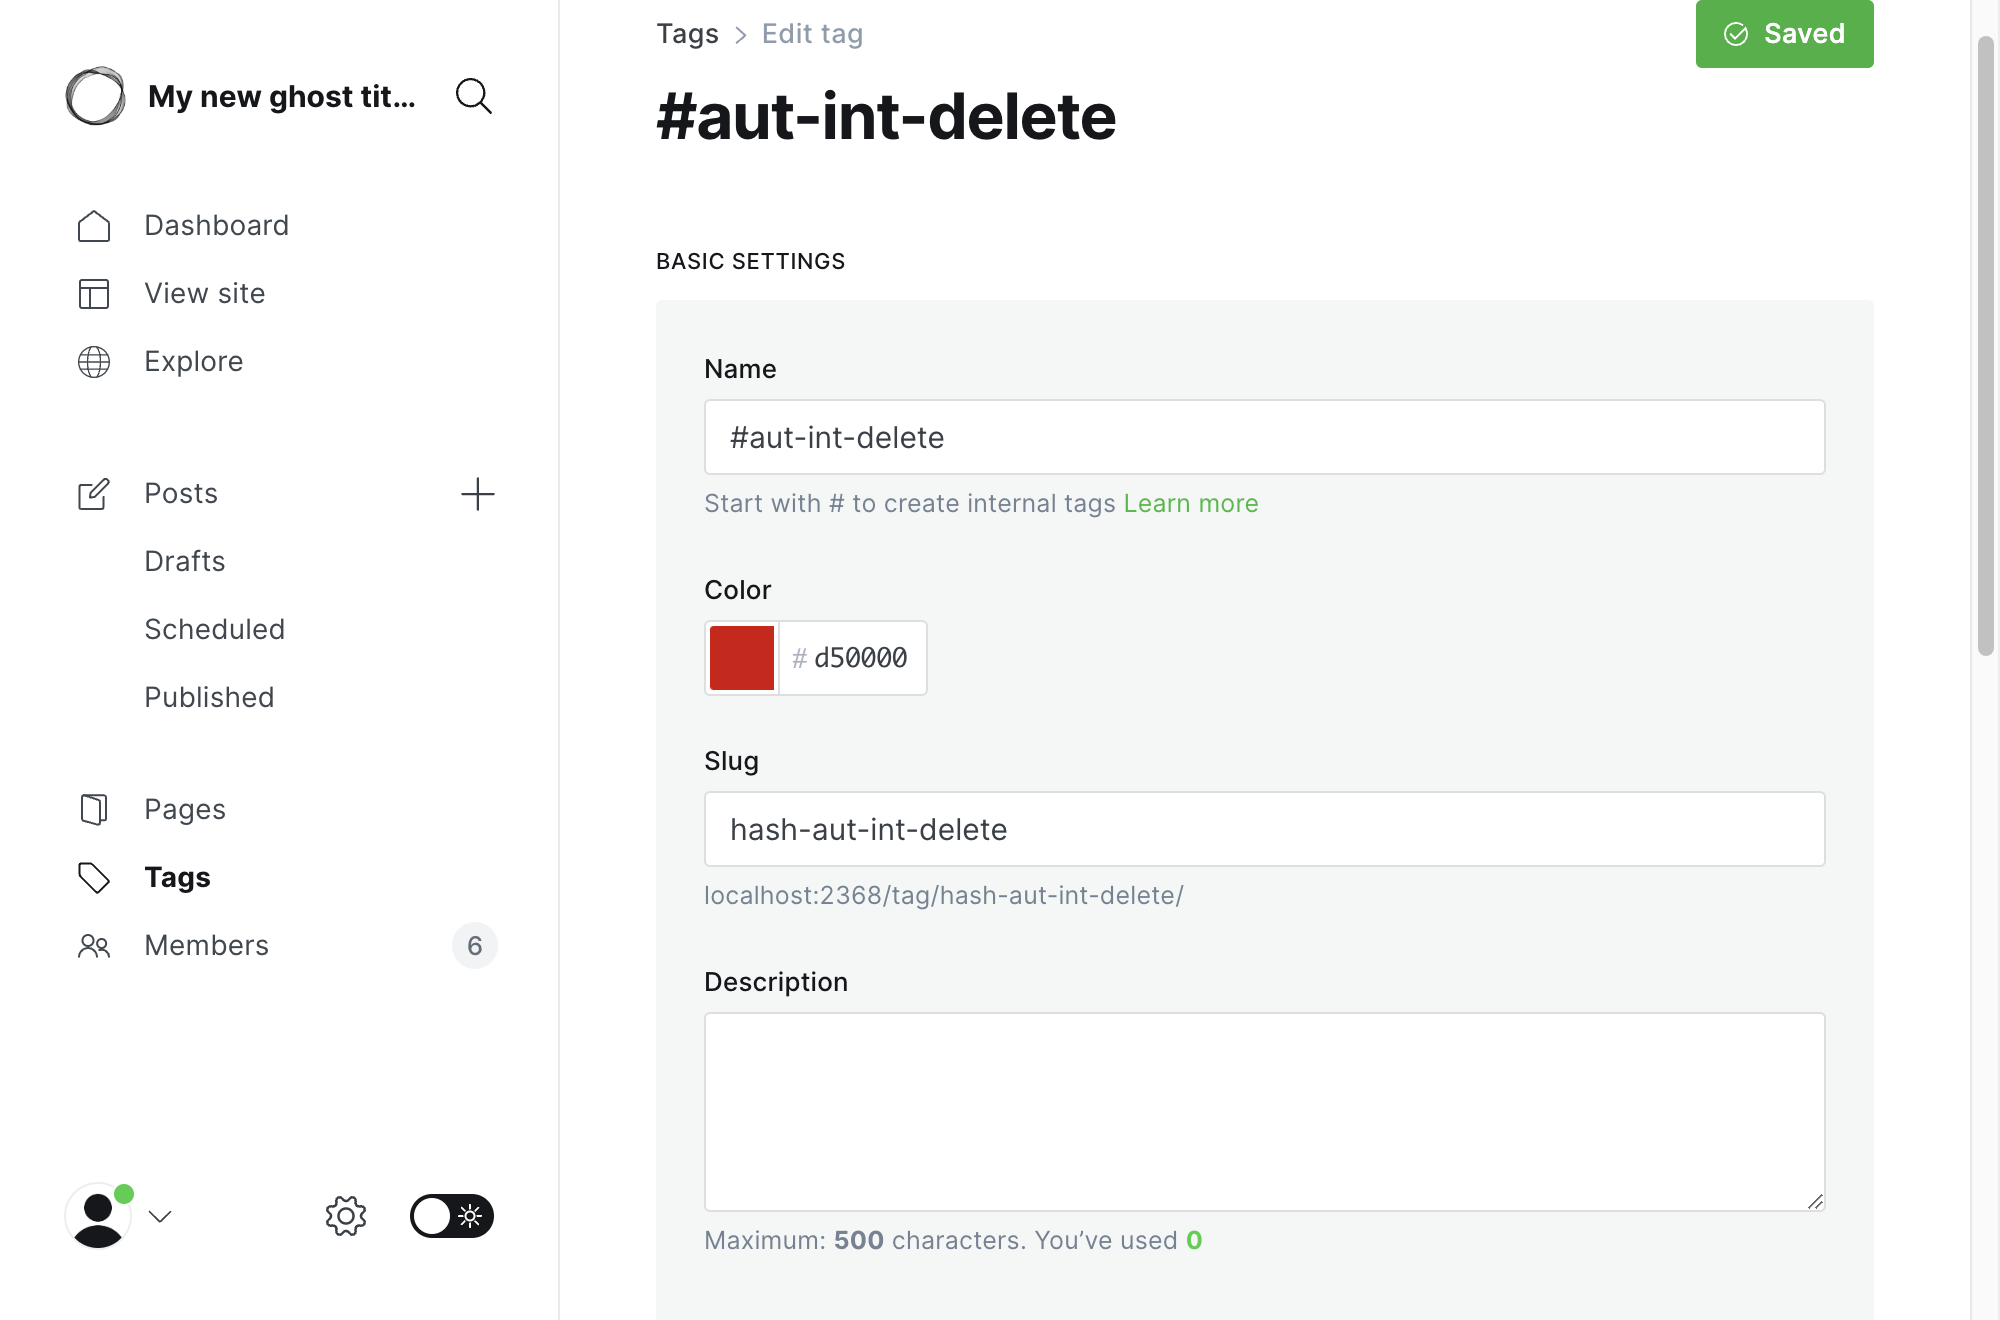 My new ghost tit...
Dashboard
View site
Explore
Posts
Drafts
Scheduled
Published
Pages
Tags
Members
6
Tags > Edit tag
Saved
#aut-int-delete
BASIC SETTINGS
Name
#aut-int-delete
Start with # to create internal tags Learn more
Color
# d50000
Slug
hash-aut-int-delete
localhost:2368/tag/hash-aut-int-delete/
Description
Maximum: 500 characters. You’ve used 0